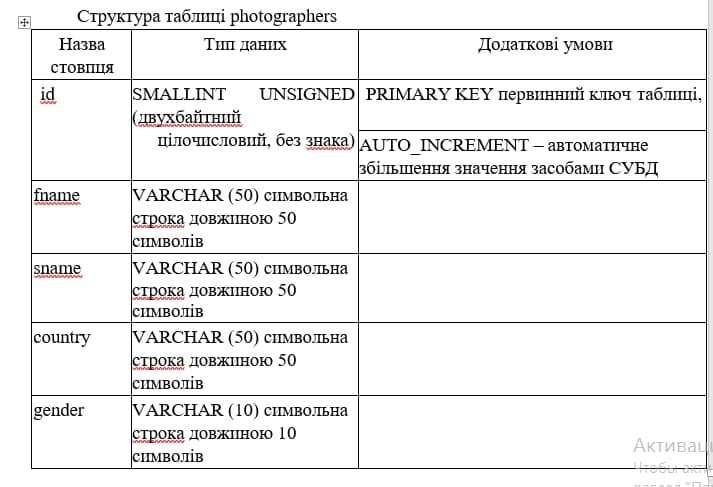 Структура таблиці photographers
Назва стовпця
Тип даних
Додаткові умови
id
SMALLINT UNSIGNED
(двухбайтний
цілочисловий, без знака)
PRIMARY KEY первинний ключ таблиці,
AUTO_INCREMENT – автоматичне
збільшення значення засобами СУБД
fname
VARCHAR (50) символьна
строка довжиною 50
символів
sname
VARCHAR (50) символьна
строка довжиною 50
символів
country
VARCHAR (50) символьна
строка довжиною 50
символів
gender
VARCHAR (10) символьна
строка довжиною 10
символів
Активац
Чтобы акти